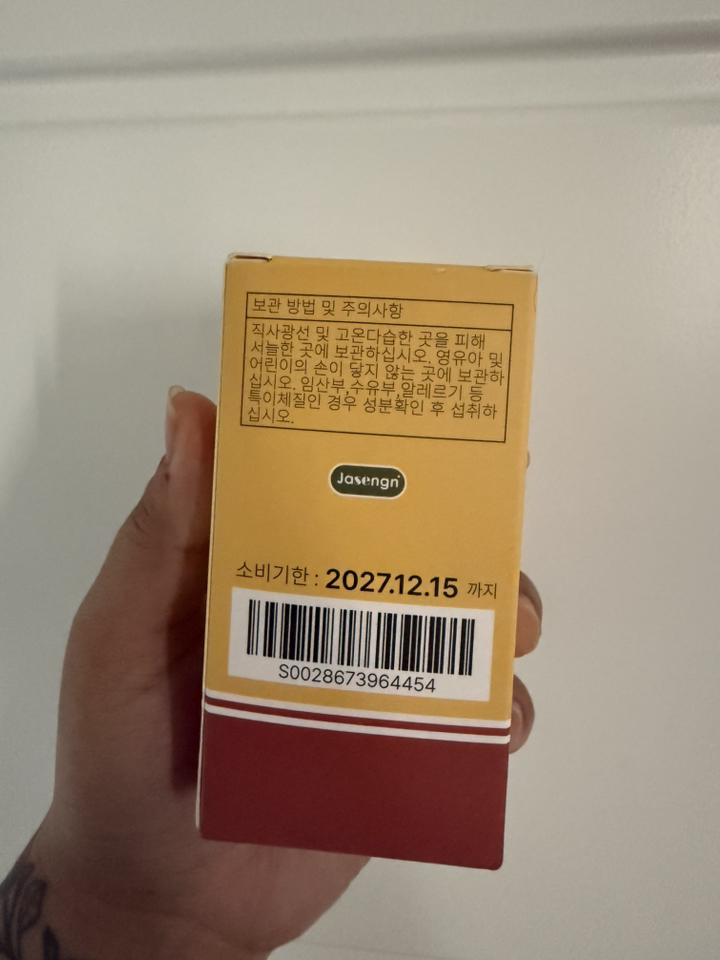 보관 방법 및 주의사항
직사광선 및 고온다습한 곳을 피해
서늘한 곳에 보관하십시오. 영유아 및
어린이의 손이 닿지 않는 곳에 보관하
십시오. 임산부,수유부,알레르기 등
특이체질인 경우 성분확인 후 섭취하
십시오.
Jasengn
소비기한 : 2027.12.15 까지
S0028673964454